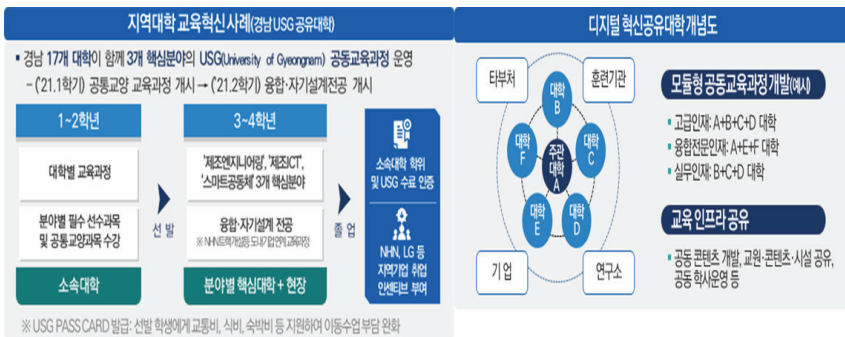 지역대학 교육혁신 사례(경남 USG 공유대학)
▪ 경남 17개 대학이 함께 3개 핵심분야의 USG(University of Gyeongnam) 공동교육과정 운영
- ('21.1학기) 공통교양 교육과정 개시 → ('21.2학기) 융합·자기설계전공 개시
1~2학년
대학별 교육과정
분야별 필수 선수과목
및 공통교양과목 수강
소속대학
선발
3~4학년
'제조엔지니어링', '제조ICT',
'스마트공동체' 3개 핵심분야
융합·자기설계 전공
분야별 핵심대학 + 현장
졸업
소속대학 학위
및 USG 수료 인증
NHN, LG 등
지역기업 취업
인센티브 부여
※ USG PASS CARD 발급: 선발 학생에게 교통비, 식비, 숙박비 등 지원하여 이동수업 부담 완화
디지털 혁신공유대학 개념도
타부처
훈련기관
대학
B
대학
F
주관
대학
A
대학
C
대학
E
대학
D
기업
연구소
모듈형 공동교육과정 개발(예시)
• 고급인재: A+B+C+D 대학
• 융합전문인재: A+E+F 대학
• 실무인재: B+C+D 대학
교육 인프라 공유
• 공동 콘텐츠 개발, 교원·콘텐츠·시설 공유,
공동 학사운영 등